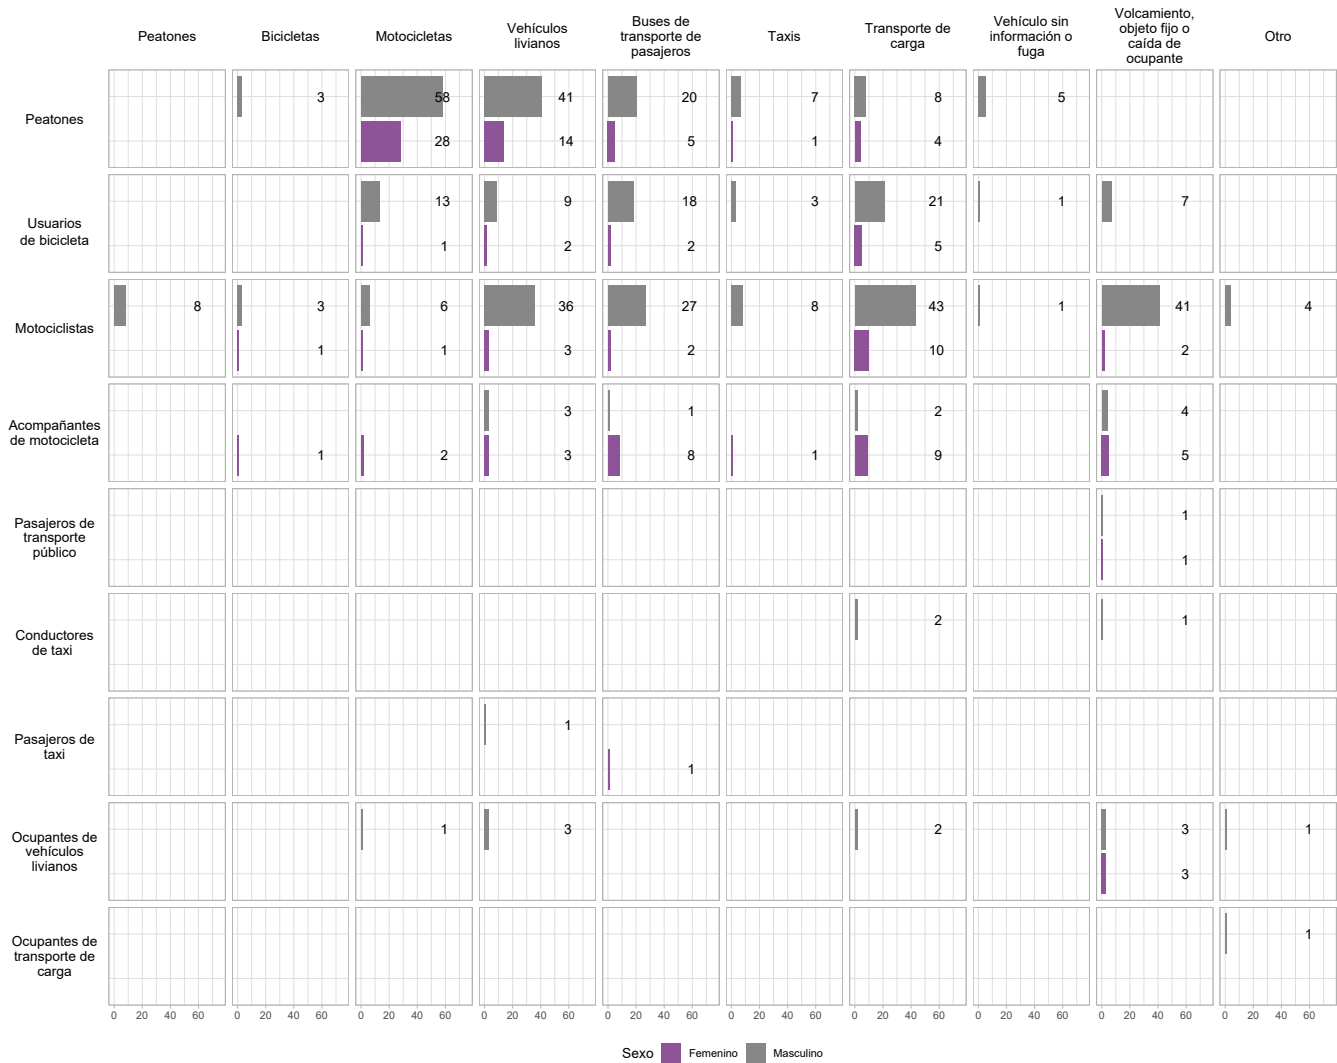 Peatones
Bicicletas
Motocicletas
Vehículos
livianos
Buses de
transporte de
pasajeros
Taxis
Transporte de
carga
Vehículo sin
información o
fuga
Volcamiento,
objeto fijo o
caída de
ocupante
Otro
Peatones
3 58 41 20 7 8 5
28 14 5 1 4
Usuarios
de bicicleta
13 9 18 3 21 1 7
1 2 2 5
Motociclistas
8 3 6 36 27 8 43 1 41 4
1 1 3 2 10 2
Acompañantes
de motocicleta
3 1 2 4
1 2 3 8 1 9 5
Pasajeros de
transporte
público
1
1
Conductores
de taxi
2 1
Pasajeros de
taxi
1
1
Ocupantes de
vehículos
livianos
1 3 2 3 1
3
Ocupantes de
transporte de
carga
1
0 20 40 60 0 20 40 60 0 20 40 60 0 20 40 60 0 20 40 60 0 20 40 60 0 20 40 60 0 20 40 60 0 20 40 60 0 20 40 60
Sexo Femenino Masculino